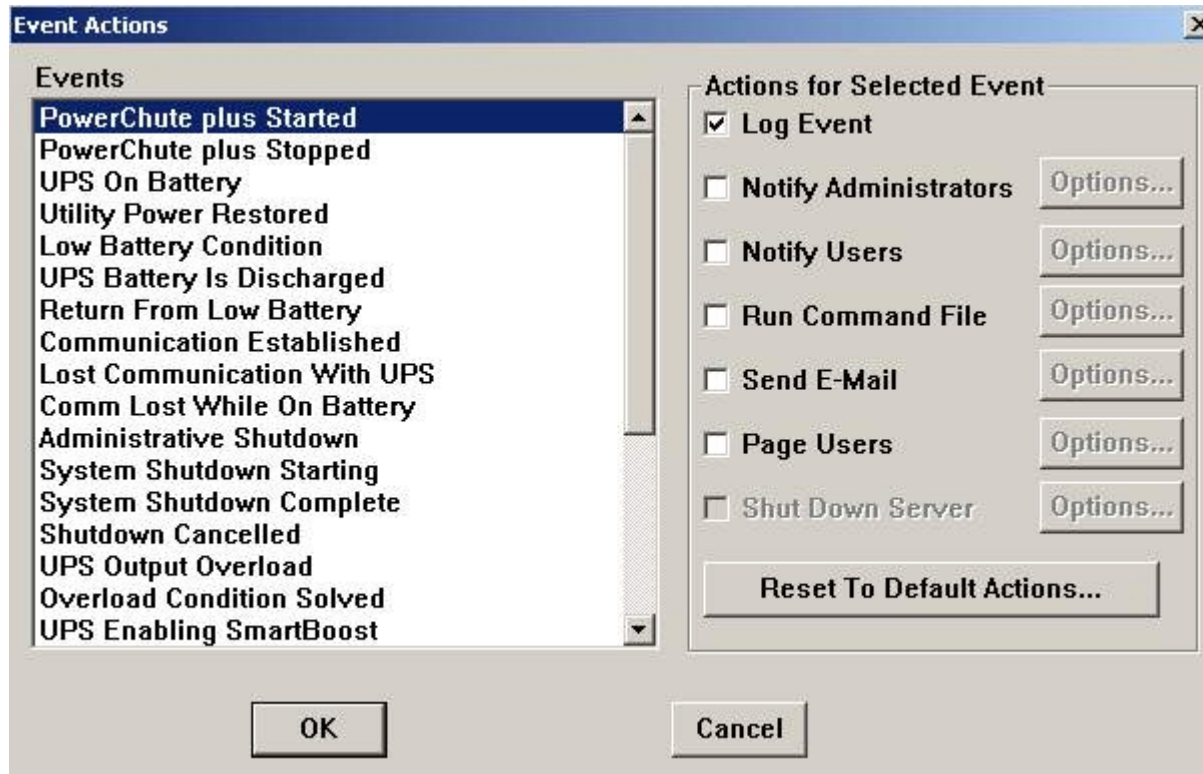 Event Actions
Events
PowerChute plus Started
PowerChute plus Stopped
UPS On Battery
Utility Power Restored
Low Battery Condition
UPS Battery Is Discharged
Return From Low Battery
Communication Established
Lost Communication With UPS
Comm Lost While On Battery
Administrative Shutdown
System Shutdown Starting
System Shutdown Complete
Shutdown Cancelled
UPS Output Overload
Overload Condition Solved
UPS Enabling SmartBoost
Actions for Selected Event
Log Event
Notify Administrators Options...
Notify Users Options...
Run Command File Options...
Send E-Mail Options...
Page Users Options...
Shut Down Server Options...
Reset To Default Actions...
OK Cancel